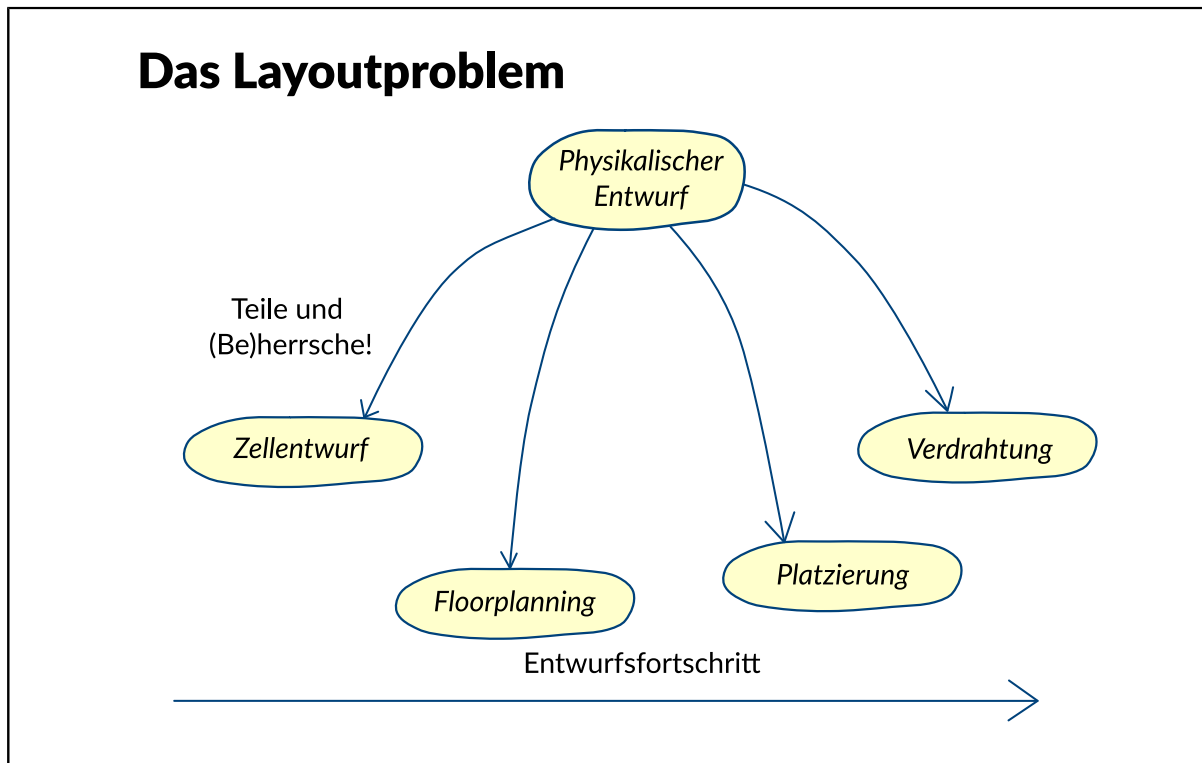 Das Layoutproblem
Physikalischer
Entwurf
Teile und
(Be)herrsche!
Zellentwurf
Verdrahtung
Platzierung
Floorplanning
Entwurfsfortschritt